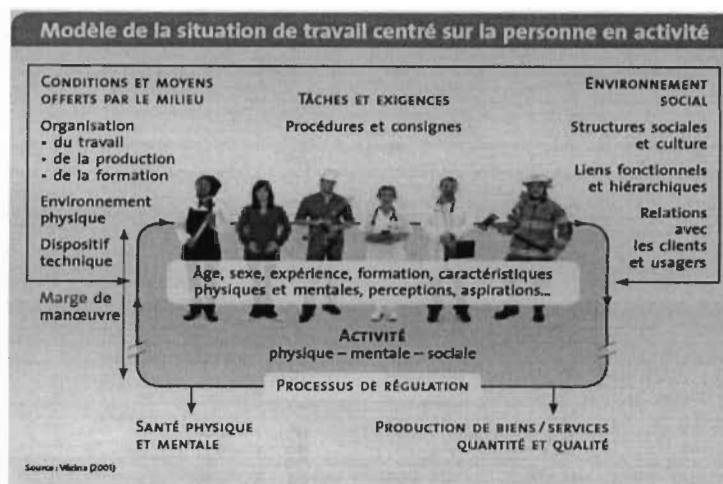 Modèle de la situation de travail centré sur la personne en activité
CONDITIONS ET MOYENS
OFFERTS PAR LE MILIEU
Organisation
• du travail
• de la production
• de la formation
Environnement
physique
Dispositif
technique
Marge de
manœuvre
TÂCHES ET EXIGENCES
Procédures et consignes
ENVIRONNEMENT
SOCIAL
Structures sociales
et culture
Liens fonctionnels
et hiérarchiques
Relations
avec
les clients
et usagers
Âge, sexe, expérience, formation, caractéristiques
physiques et mentales, perceptions, aspirations...
ACTIVITÉ
physique – mentale – sociale
PROCESSUS DE RÉGULATION
SANTÉ PHYSIQUE
ET MENTALE
PRODUCTION DE BIENS/SERVICES
QUANTITÉ ET QUALITÉ
Source : Vézina (2001)